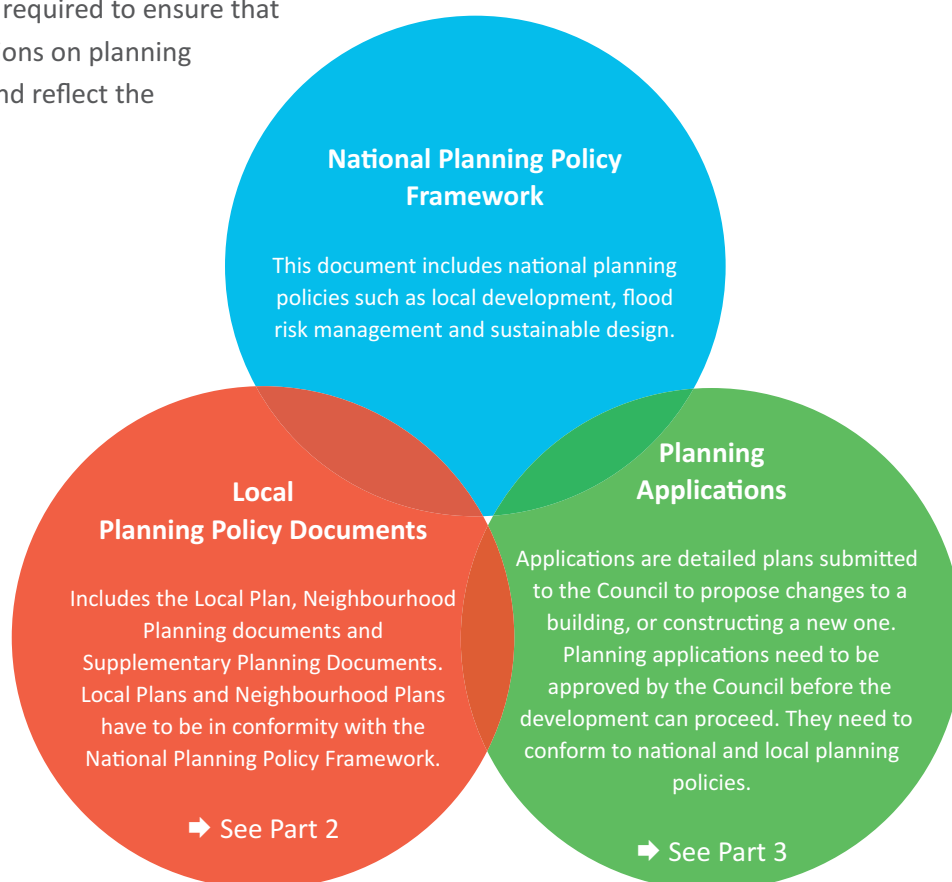 required to ensure that
ions on planning
nd reflect the
National Planning Policy
Framework
This document includes national planning
policies such as local development, flood
risk management and sustainable design.
Local
Planning Policy Documents
Includes the Local Plan, Neighbourhood
Planning documents and
Supplementary Planning Documents.
Local Plans and Neighbourhood Plans
have to be in conformity with the
National Planning Policy Framework.
➡ See Part 2
Planning
Applications
Applications are detailed plans submitted
to the Council to propose changes to a
building, or constructing a new one.
Planning applications need to be
approved by the Council before the
development can proceed. They need to
conform to national and local planning
policies.
➡ See Part 3